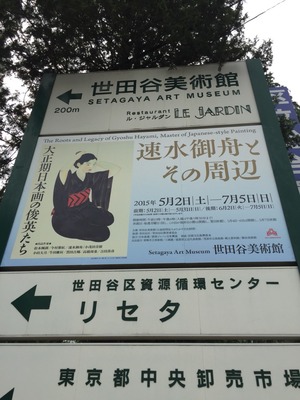 世田谷美術館
SETAGAYA ART MUSEUM
200m
Restaurant
ル・ジャルダン
LE JARDIN
The Roots and Legacy of Gyoshu Hayami, Master of Japanese-style Painting
速水御舟と
その周辺
大正期日本画の俊英たち
2015年5月2日[土]―7月5日[日]
Setagaya Art Museum 世田谷美術館
世田谷区資源循環センター
リセタ
東京都中央卸売市場